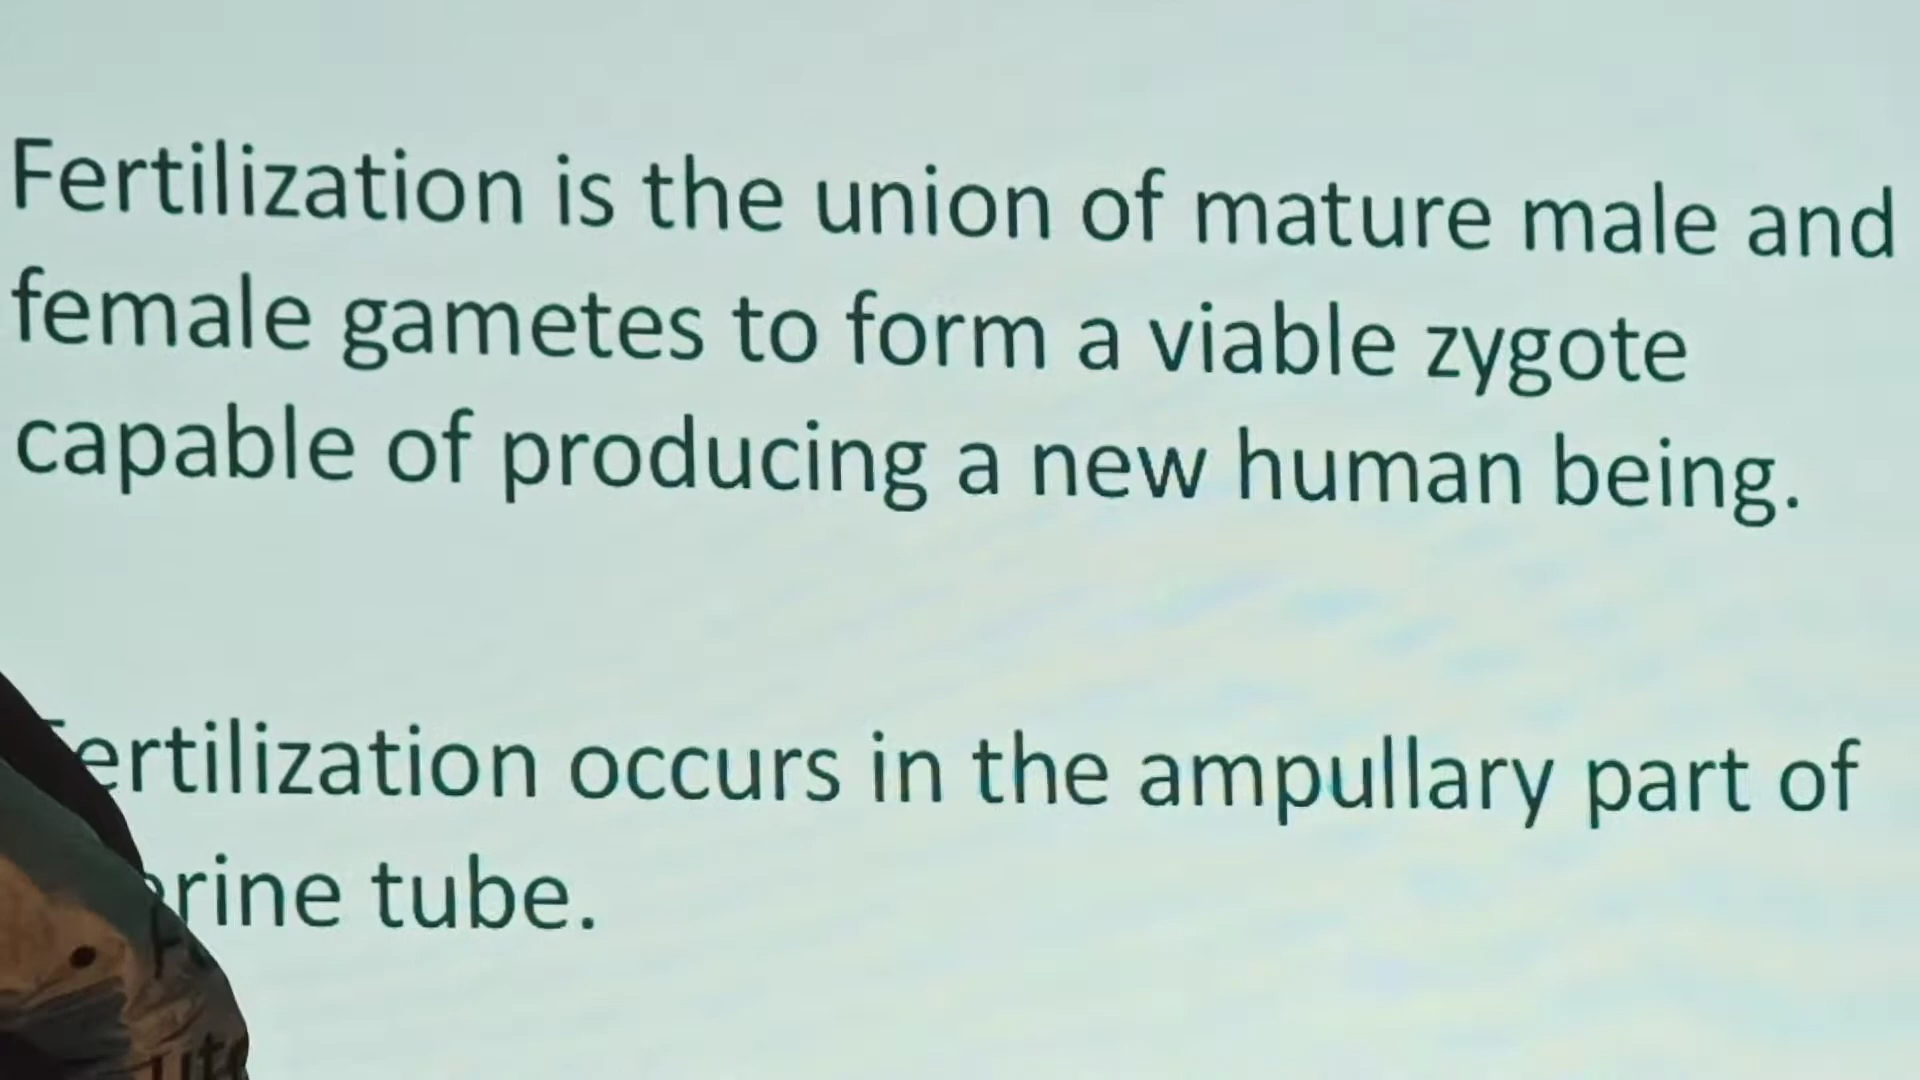 Fertilization is the union of mature male and
female gametes to form a viable zygote
capable of producing a new human being.
ertilization occurs in the ampullary part of
erine tube.